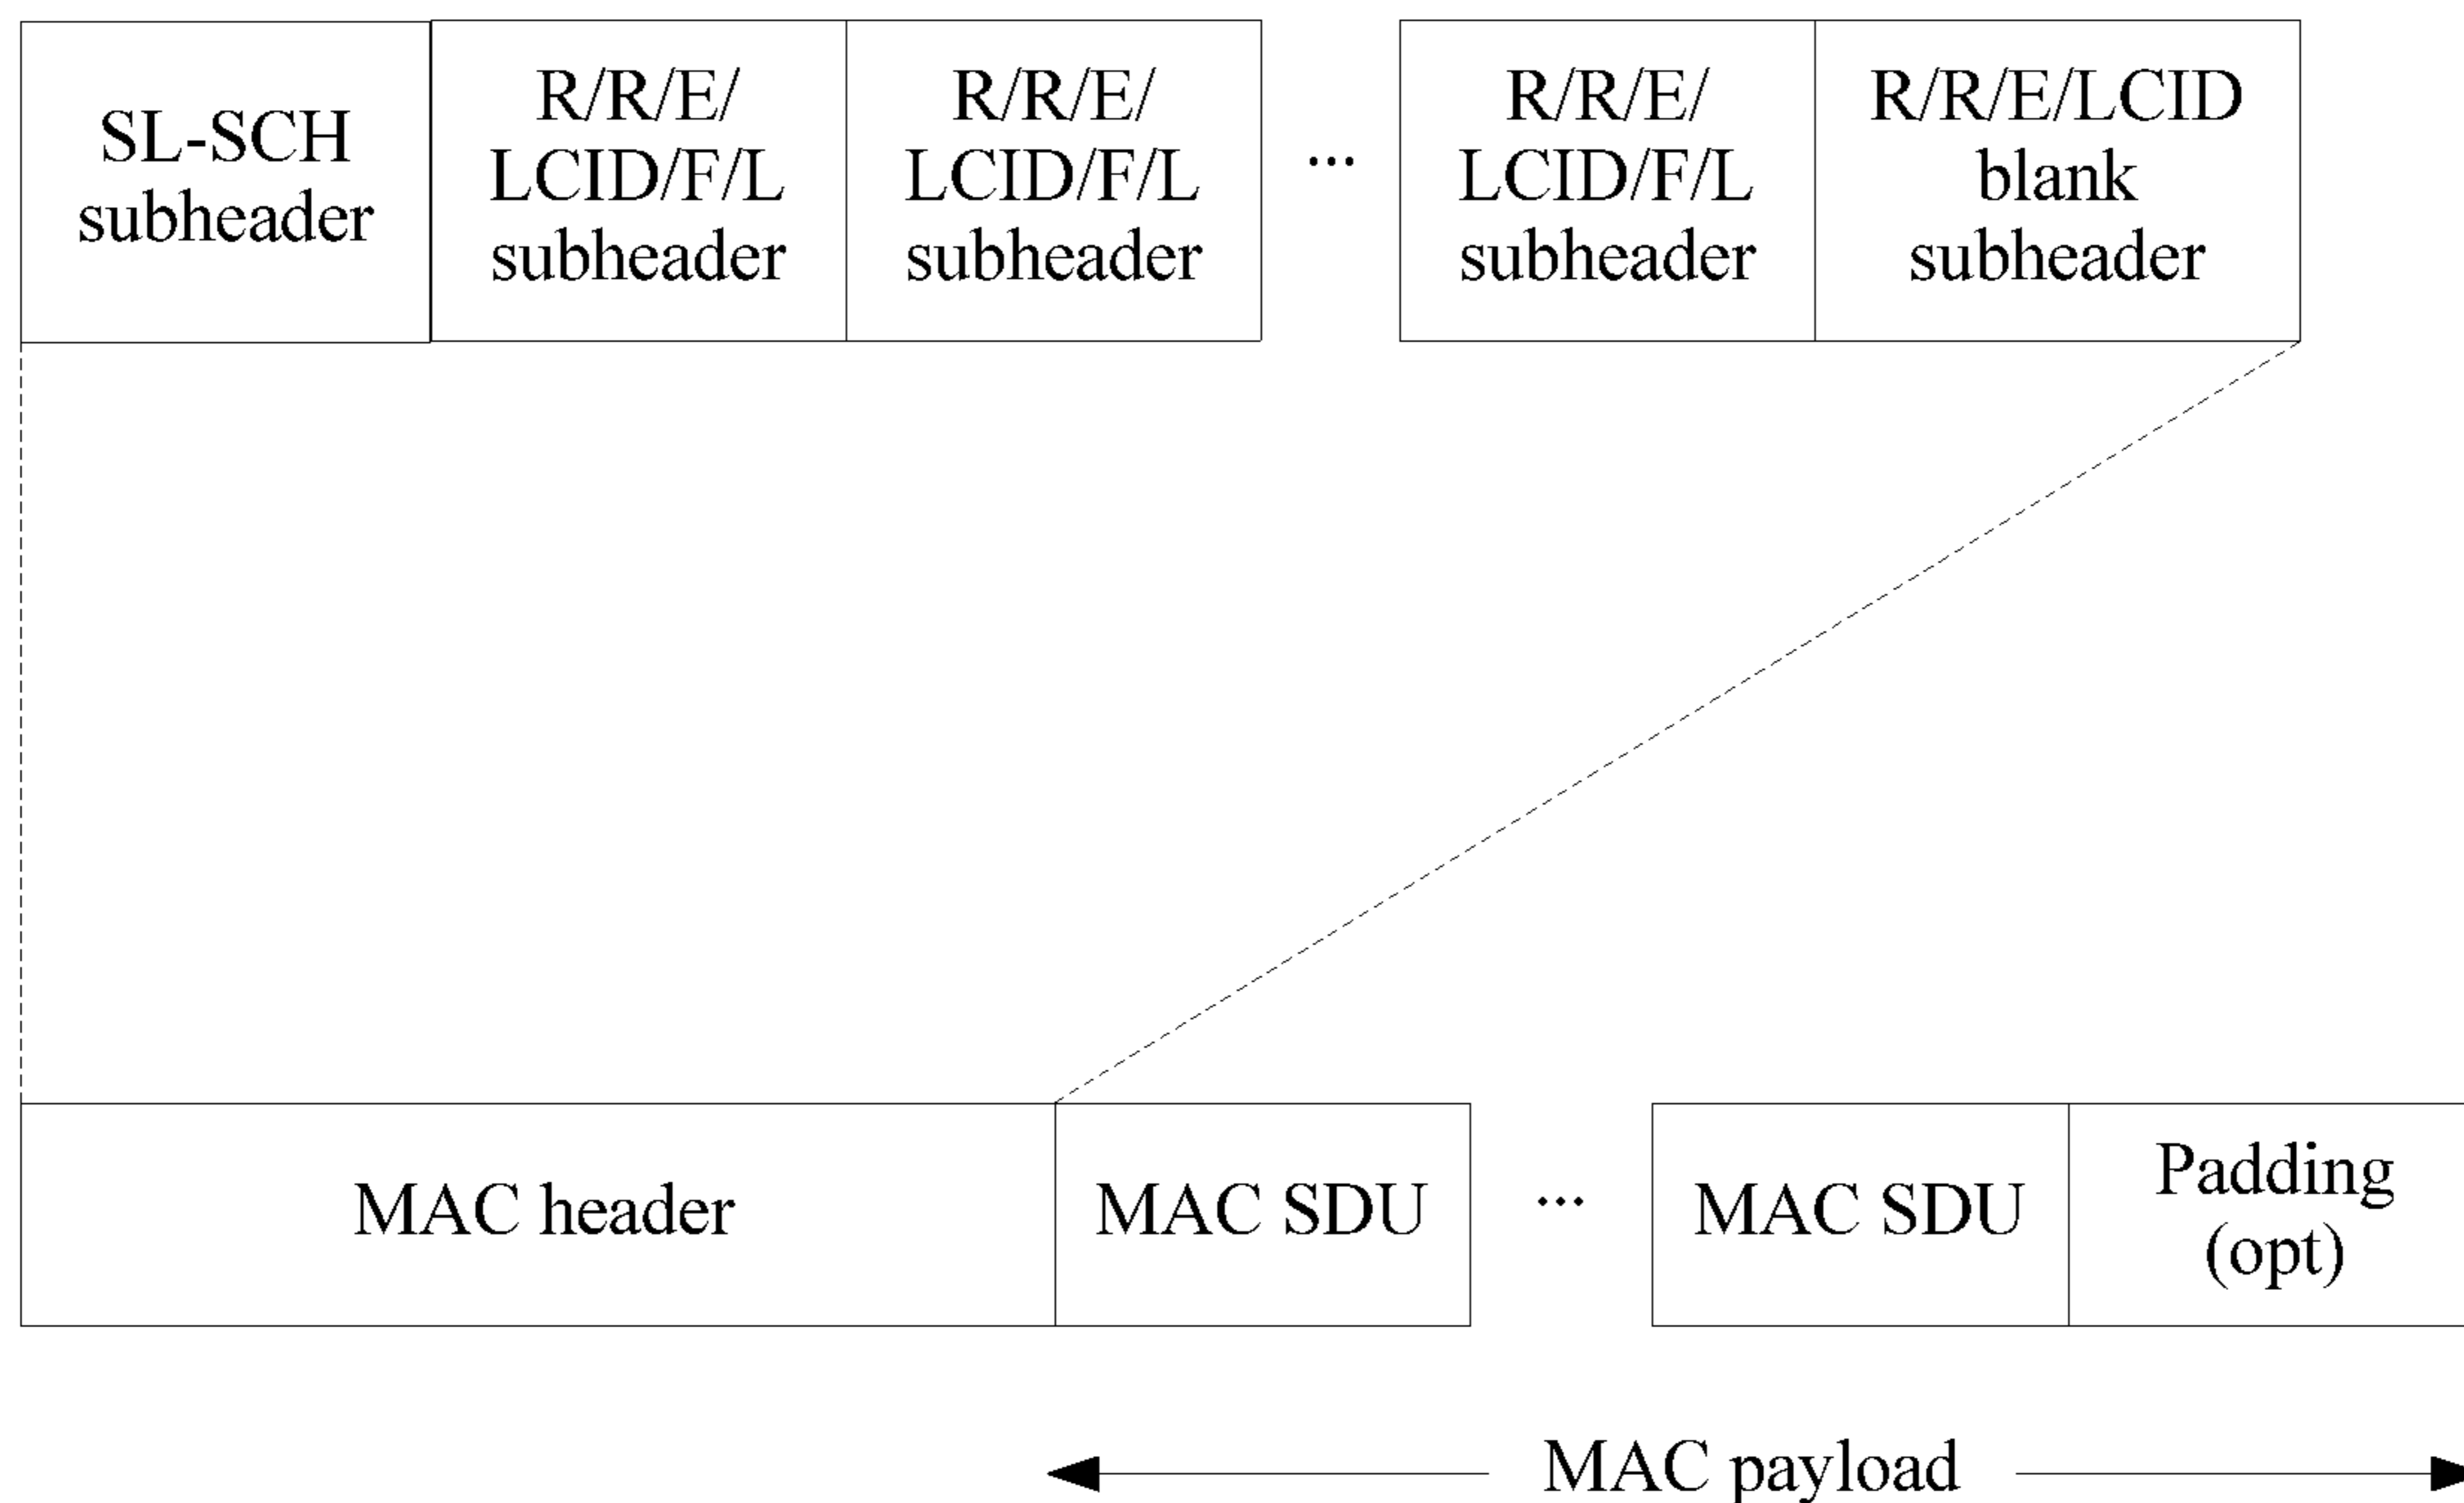 SL-SCH
subheader
R/R/E/
LCID/F/L
subheader
R/R/E/
LCID/F/L
subheader
...
R/R/E/
LCID/F/L
subheader
R/R/E/LCID
blank
subheader
MAC header
MAC SDU
...
MAC SDU
Padding
(opt)
MAC payload